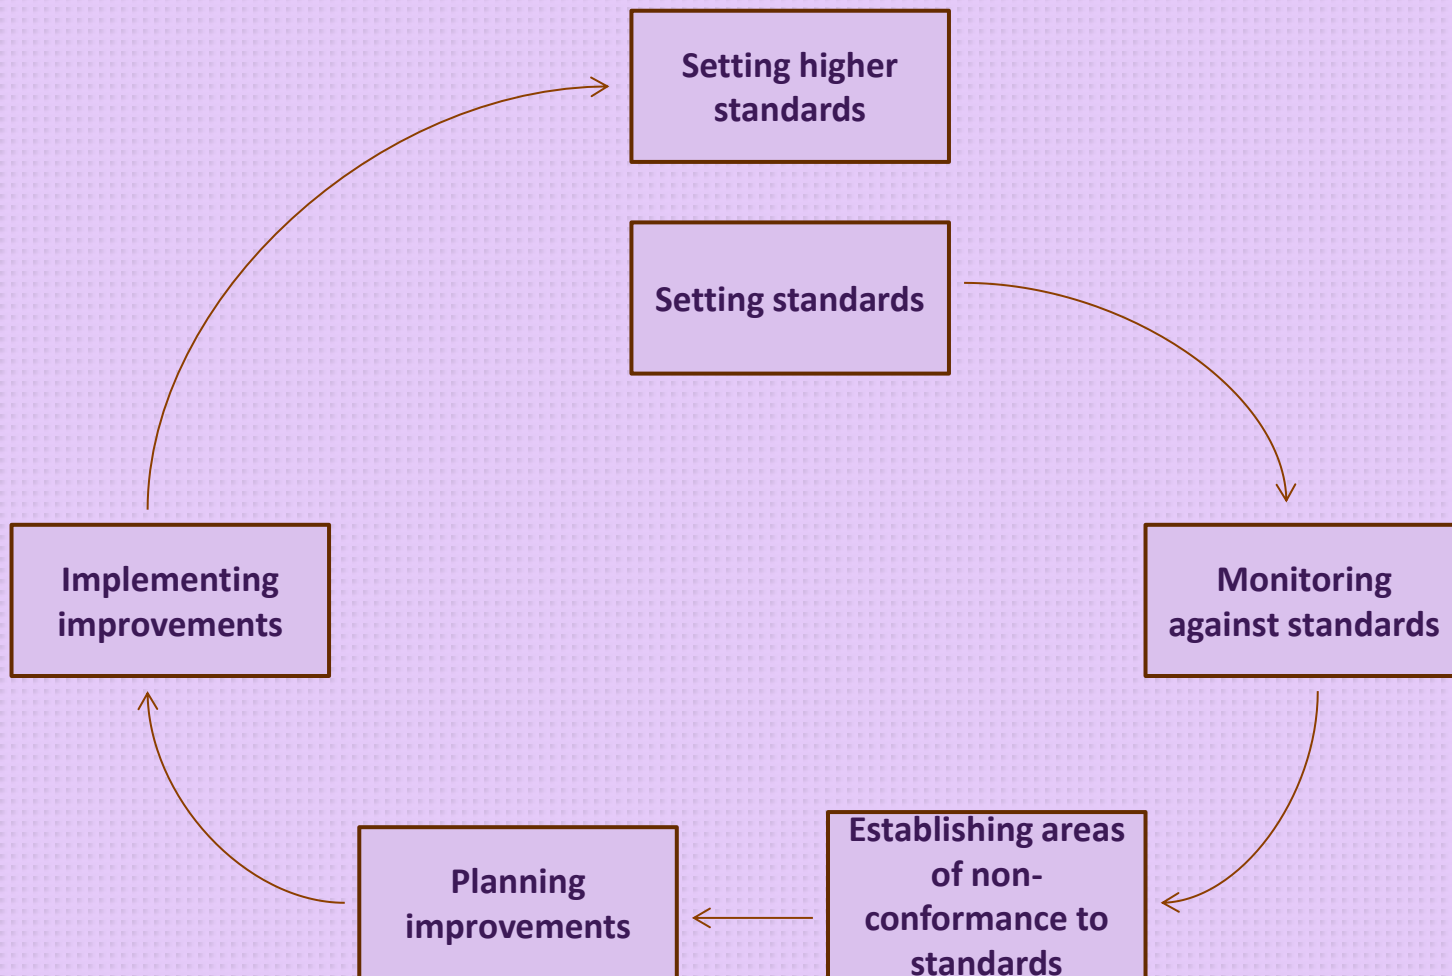 Setting higher
standards
Setting standards
Implementing
improvements
Monitoring
against standards
Planning
improvements
Establishing areas
of non-
conformance to
standards